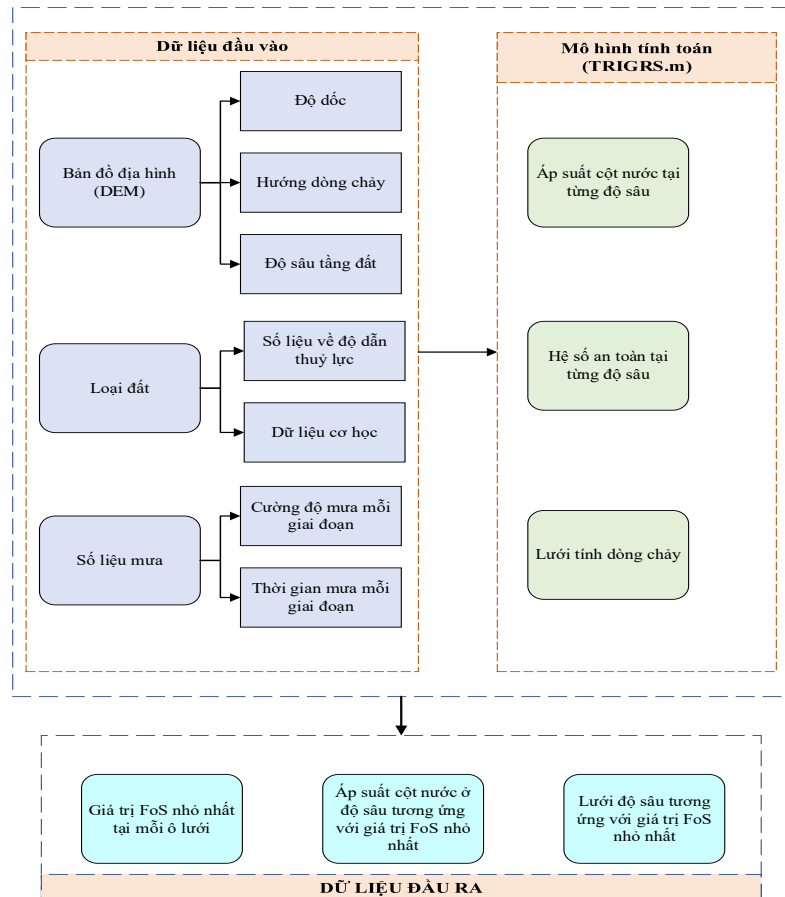 Dữ liệu đầu vào
Bản đồ địa hình
(DEM)
Độ dốc
Hướng dòng chảy
Độ sâu tầng đất
Loại đất
Số liệu về độ dẫn
thuỷ lực
Dữ liệu cơ học
Số liệu mưa
Cường độ mưa mỗi
giai đoạn
Thời gian mưa mỗi
giai đoạn
Mô hình tính toán
(TRIGRS.m)
Áp suất cột nước tại
từng độ sâu
Hệ số an toàn tại
từng độ sâu
Lưới tính dòng chảy
Giá trị FoS nhỏ nhất
tại mỗi ô lưới
Áp suất cột nước ở
độ sâu tương ứng
với giá trị FoS nhỏ
nhất
Lưới độ sâu tương
ứng với giá trị FoS
nhỏ nhất
DỮ LIỆU ĐẦU RA